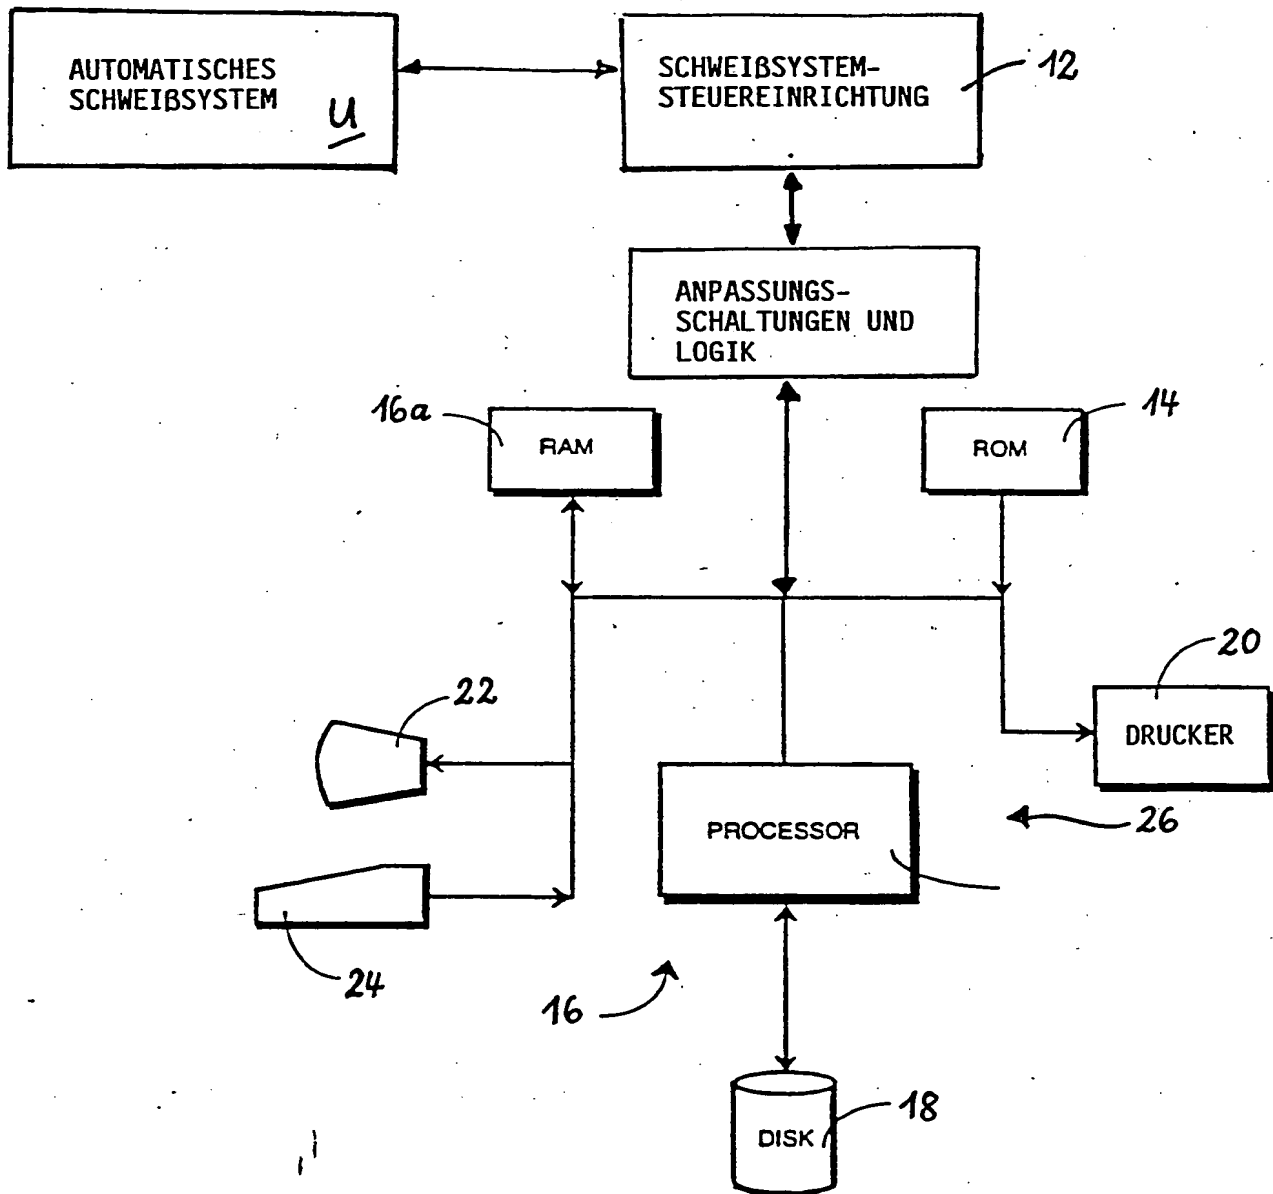 AUTOMATISCHES
SCHWEIßSYSTEM
U
SCHWEIßSYSTEM-
STEUEREINRICHTUNG
12
ANPASSUNGS-
SCHALTUNGEN UND
LOGIK
16a
RAM
14
ROM
20
DRUCKER
22
PROCESSOR
26
24
16
18
DISK